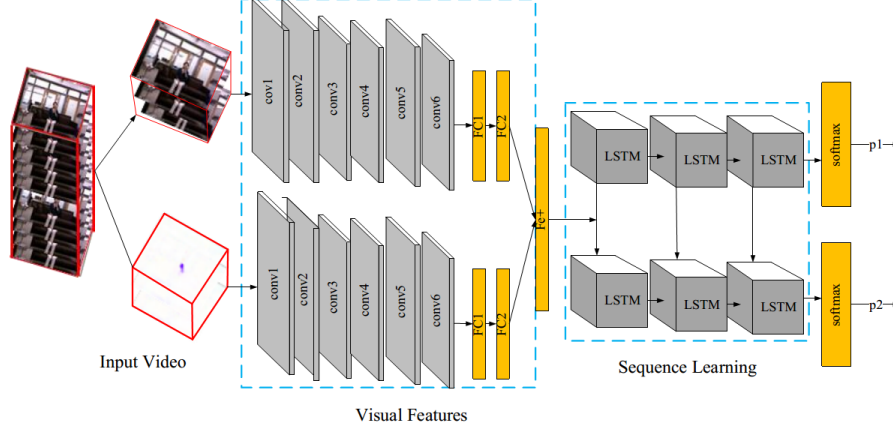 cov1
conv2
conv3
conv4
conv5
conv6
FC1
FC2
conv1
conv2
conv3
conv4
conv5
conv6
FC1
FC2
Fc+
LSTM
LSTM
LSTM
LSTM
LSTM
LSTM
softmax
p1
softmax
p2
Input Video
Visual Features
Sequence Learning